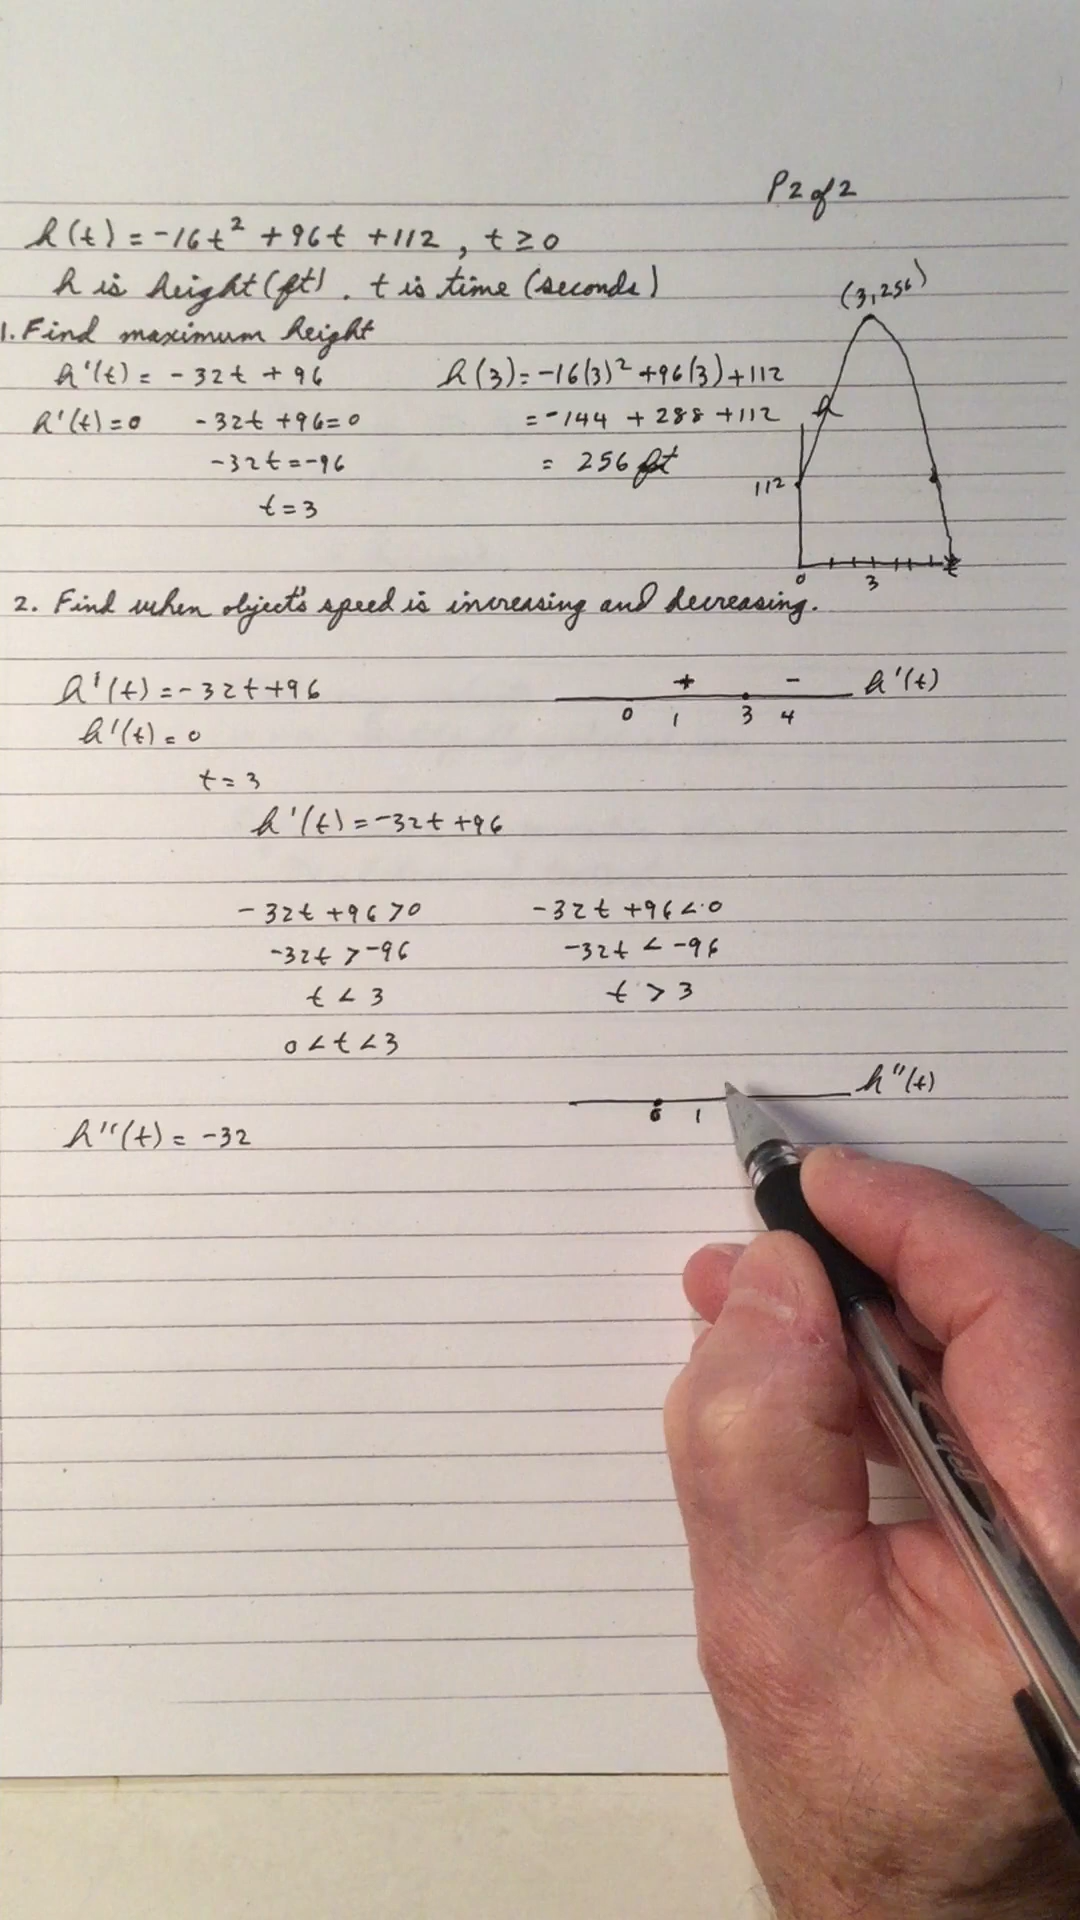 P2 of 2
h(t) = -16t² + 96t + 112 , t ≥ 0
h is height (ft) . t is time (seconds)
1. Find maximum height
h'(t) = -32t + 96
h'(t) = 0 -32t + 96 = 0
-32t = -96
t = 3
h(3) = -16(3)² + 96(3) + 112
= -144 + 288 + 112
= 256 ft
(3, 256)
h
112
0 3 t
2. Find when object's speed is increasing and decreasing.
h'(t) = -32t + 96
h'(t) = 0
t = 3
+ - h'(t)
0 1 3 4
h'(t) = -32t + 96
-32t + 96 > 0 -32t + 96 < 0
-32t > -96 -32t < -96
t < 3 t > 3
0 < t < 3
h''(t)
0 1
h''(t) = -32